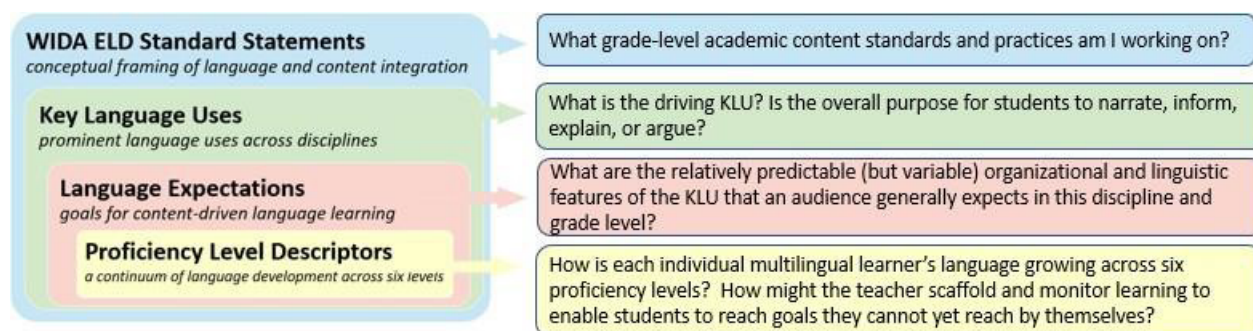 WIDA ELD Standard Statements
conceptual framing of language and content integration
What grade-level academic content standards and practices am I working on?
Key Language Uses
prominent language uses across disciplines
What is the driving KLU? Is the overall purpose for students to narrate, inform,
explain, or argue?
Language Expectations
goals for content-driven language learning
What are the relatively predictable (but variable) organizational and linguistic
features of the KLU that an audience generally expects in this discipline and
grade level?
Proficiency Level Descriptors
a continuum of language development across six levels
How is each individual multilingual learner's language growing across six
proficiency levels? How might the teacher scaffold and monitor learning to
enable students to reach goals they cannot yet reach by themselves?